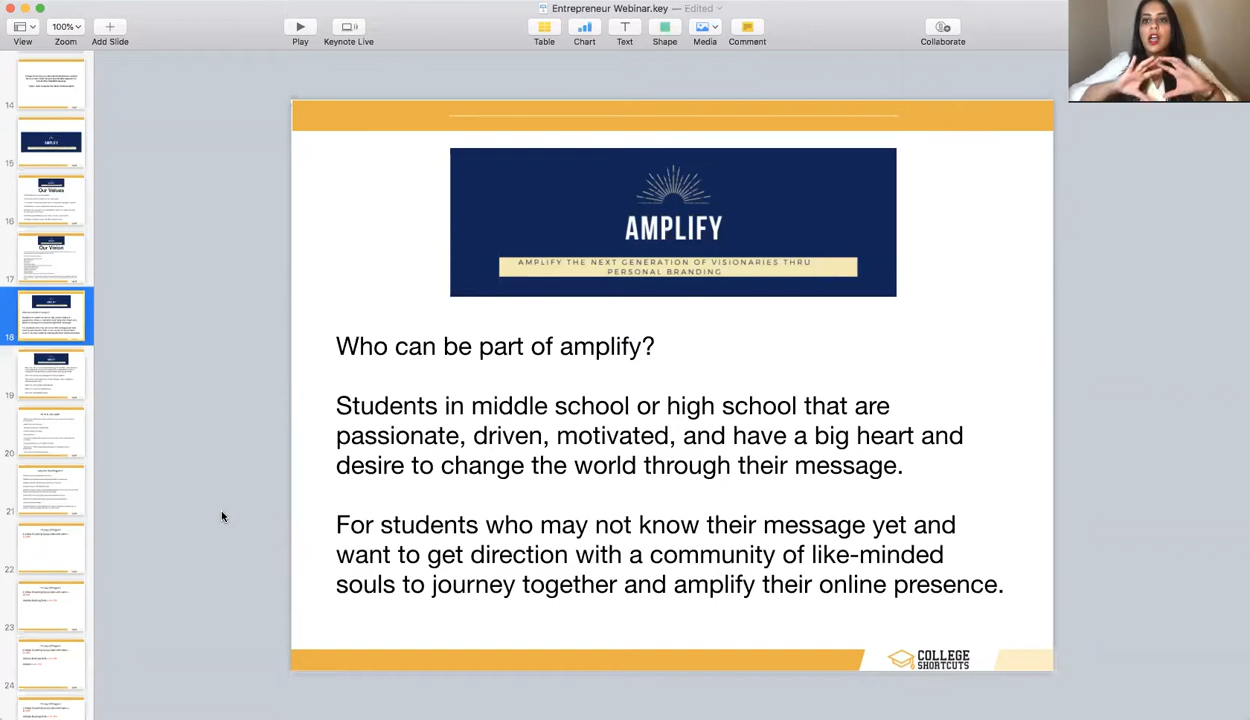 Entrepreneur Webinar.key — Edited
100%
View
Zoom
Add Slide
Play
Keynote Live
Table
Chart
Text
Shape
Media
Comment
Collaborate
14
15
AMPLIFY
16
Our Values
17
Our Vision
18
19
20
21
22
23
24
AMPLIFY
AMPLIFY THE NEXT GENERATION OF VISIONARIES THRU
PERSONAL BRANDING
Who can be part of amplify?
Students in middle school or high school that are
passionate, driven, motivated, and have a big heart and
desire to change the world through their message.
For students who may not know their message yet and
want to get direction with a community of like-minded
souls to journey together and amplify their online presence.
COLLEGE
SHORTCUTS